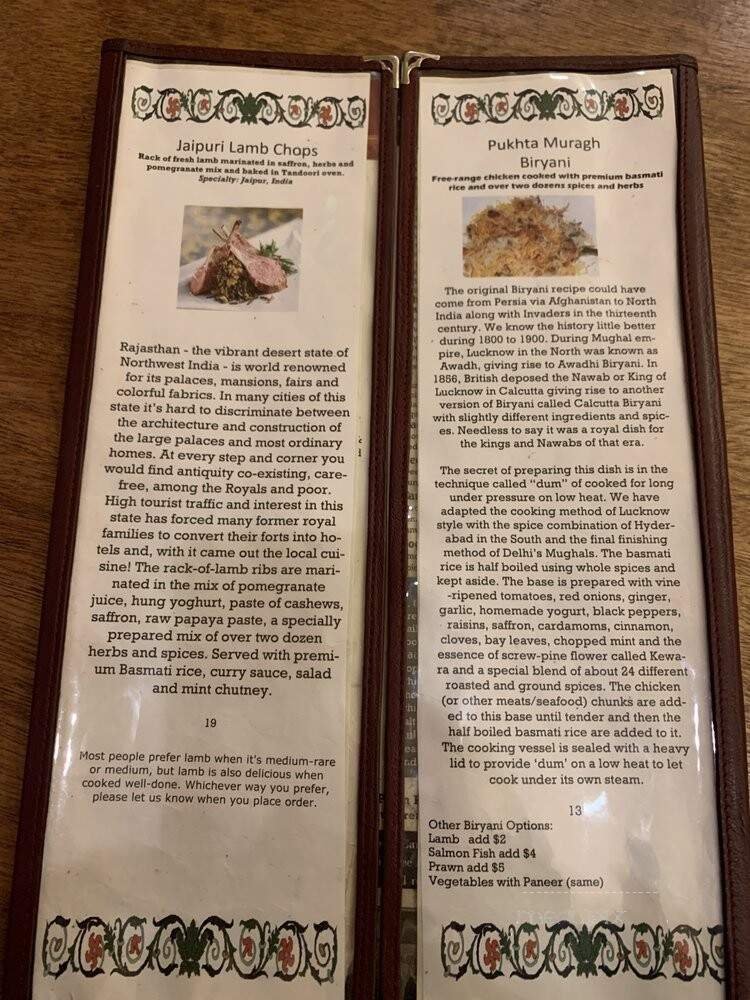 Jaipuri Lamb Chops
Rack of fresh lamb marinated in saffron, herbs and
pomegranate mix and baked in Tandoori oven.
Specialty: Jaipur, India
Rajasthan - the vibrant desert state of
Northwest India - is world renowned
for its palaces, mansions, fairs and
colorful fabrics. In many cities of this
state it's hard to discriminate between
the architecture and construction of
the large palaces and most ordinary
homes. At every step and corner you
would find antiquity co-existing, care-
free, among the Royals and poor.
High tourist traffic and interest in this
state has forced many former royal
families to convert their forts into ho-
tels and, with it came out the local cui-
sine! The rack-of-lamb ribs are mari-
nated in the mix of pomegranate
juice, hung yoghurt, paste of cashews,
saffron, raw papaya paste, a specially
prepared mix of over two dozen
herbs and spices. Served with premi-
um Basmati rice, curry sauce, salad
and mint chutney.
19
Most people prefer lamb when it's medium-rare
or medium, but lamb is also delicious when
cooked well-done. Whichever way you prefer,
please let us know when you place order.
Pukhta Muragh
Biryani
Free-range chicken cooked with premium basmati
rice and over two dozens spices and herbs
The original Biryani recipe could have
come from Persia via Afghanistan to North
India along with Invaders in the thirteenth
century. We know the history little better
during 1800 to 1900. During Mughal em-
pire, Lucknow in the North was known as
Awadh, giving rise to Awadhi Biryani. In
1856, British deposed the Nawab or King of
Lucknow in Calcutta giving rise to another
version of Biryani called Calcutta Biryani
with slightly different ingredients and spic-
es. Needless to say it was a royal dish for
the kings and Nawabs of that era.
The secret of preparing this dish is in the
technique called "dum" of cooked for long
under pressure on low heat. We have
adapted the cooking method of Lucknow
style with the spice combination of Hyder-
abad in the South and the final finishing
method of Delhi's Mughals. The basmati
rice is half boiled using whole spices and
kept aside. The base is prepared with vine
-ripened tomatoes, red onions, ginger,
garlic, homemade yogurt, black peppers,
raisins, saffron, cardamoms, cinnamon,
cloves, bay leaves, chopped mint and the
essence of screw-pine flower called Kewa-
ra and a special blend of about 24 different
roasted and ground spices. The chicken
(or other meats/seafood) chunks are add-
ed to this base until tender and then the
half boiled basmati rice are added to it.
The cooking vessel is sealed with a heavy
lid to provide 'dum' on a low heat to let
cook under its own steam.
13
Other Biryani Options:
Lamb add $2
Salmon Fish add $4
Prawn add $5
Vegetables with Paneer (same)